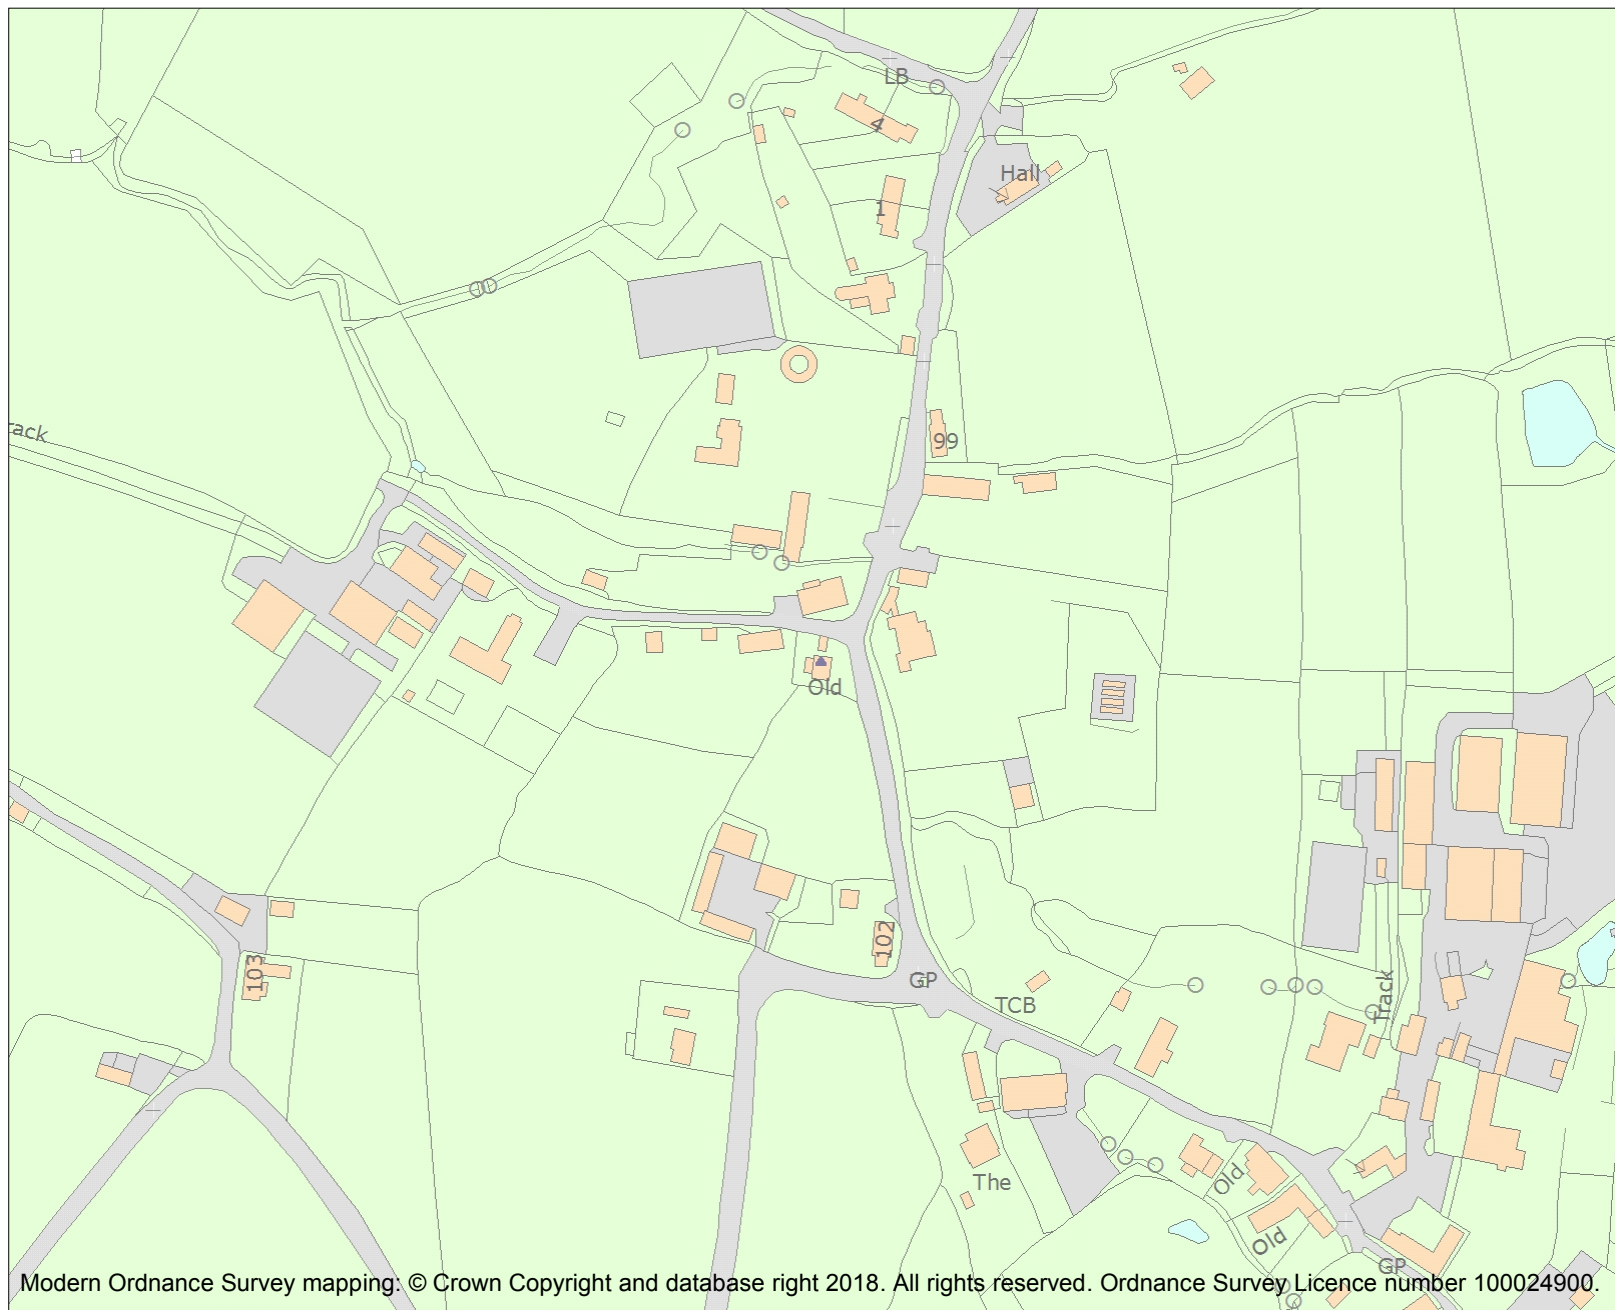 LB
4
Hall
1
99
rack
Old
102
103
GP
TCB
Track
The
Old
Old
GP
Modern Ordnance Survey mapping: © Crown Copyright and database right 2018. All rights reserved. Ordnance Survey Licence number 100024900.